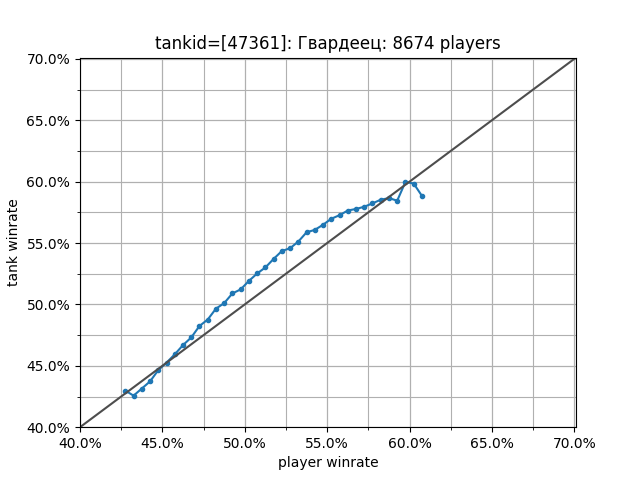 tankid=[47361]: Гвардеец: 8674 players
70.0%
65.0%
60.0%
55.0%
50.0%
45.0%
40.0%
tank winrate
40.0% 45.0% 50.0% 55.0% 60.0% 65.0% 70.0%
player winrate